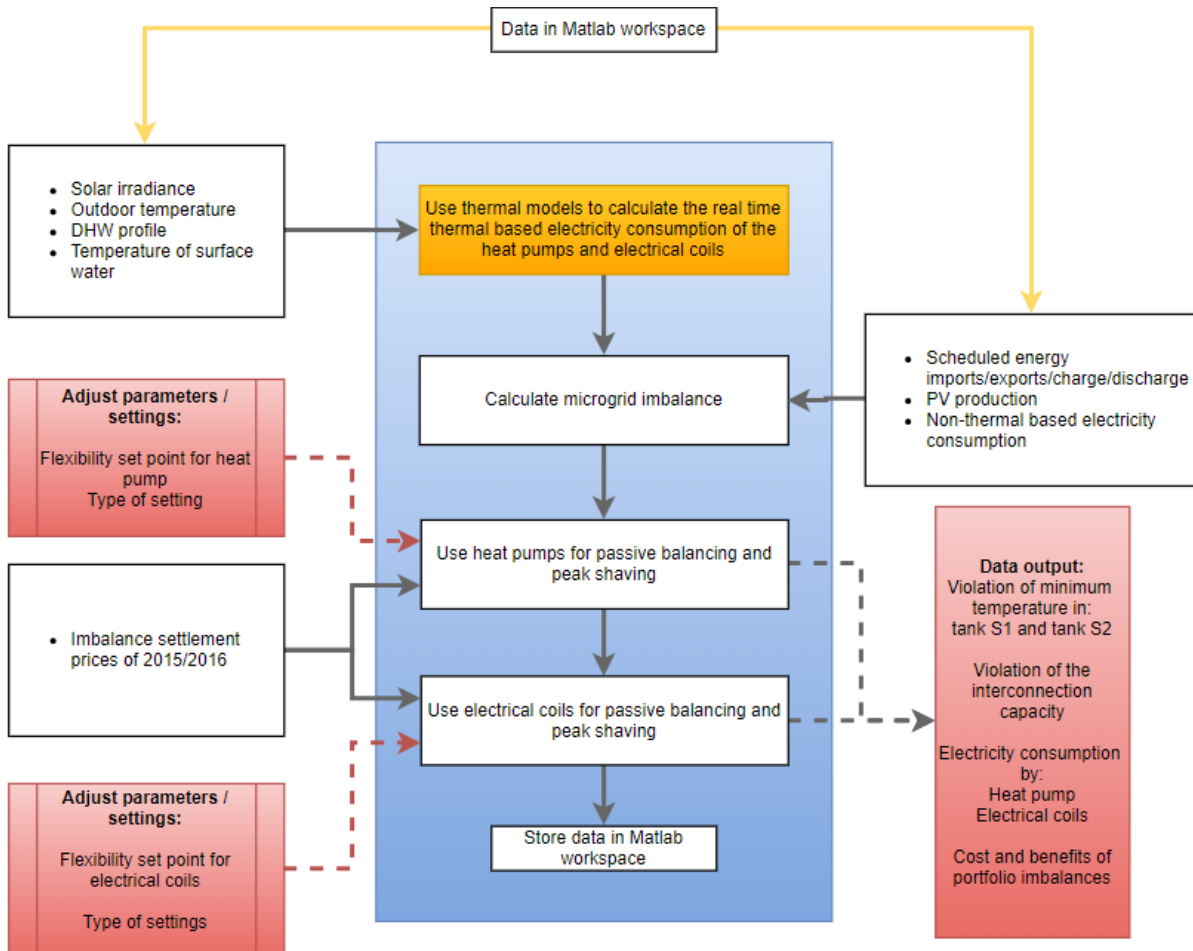 Data in Matlab workspace
Solar irradiance
Outdoor temperature
DHW profile
Temperature of surface
water
Use thermal models to calculate the real time
thermal based electricity consumption of the
heat pumps and electrical coils
Scheduled energy
imports/exports/charge/discharge
PV production
Non-thermal based electricity
consumption
Calculate microgrid imbalance
Adjust parameters /
settings:
Flexibility set point for heat
pump
Type of setting
Use heat pumps for passive balancing and
peak shaving
Imbalance settlement
prices of 2015/2016
Use electrical coils for passive balancing and
peak shaving
Adjust parameters /
settings:
Flexibility set point for
electrical coils
Type of settings
Store data in Matlab
workspace
Data output:
Violation of minimum
temperature in:
tank S1 and tank S2
Violation of the
interconnection
capacity
Electricity consumption
by:
Heat pump
Electrical coils
Cost and benefits of
portfolio imbalances